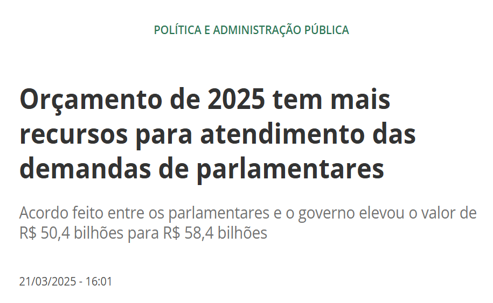 POLÍTICA E ADMINISTRAÇÃO PÚBLICA
Orçamento de 2025 tem mais
recursos para atendimento das
demandas de parlamentares
Acordo feito entre os parlamentares e o governo elevou o valor de
R$ 50,4 bilhões para R$ 58,4 bilhões
21/03/2025 - 16:01